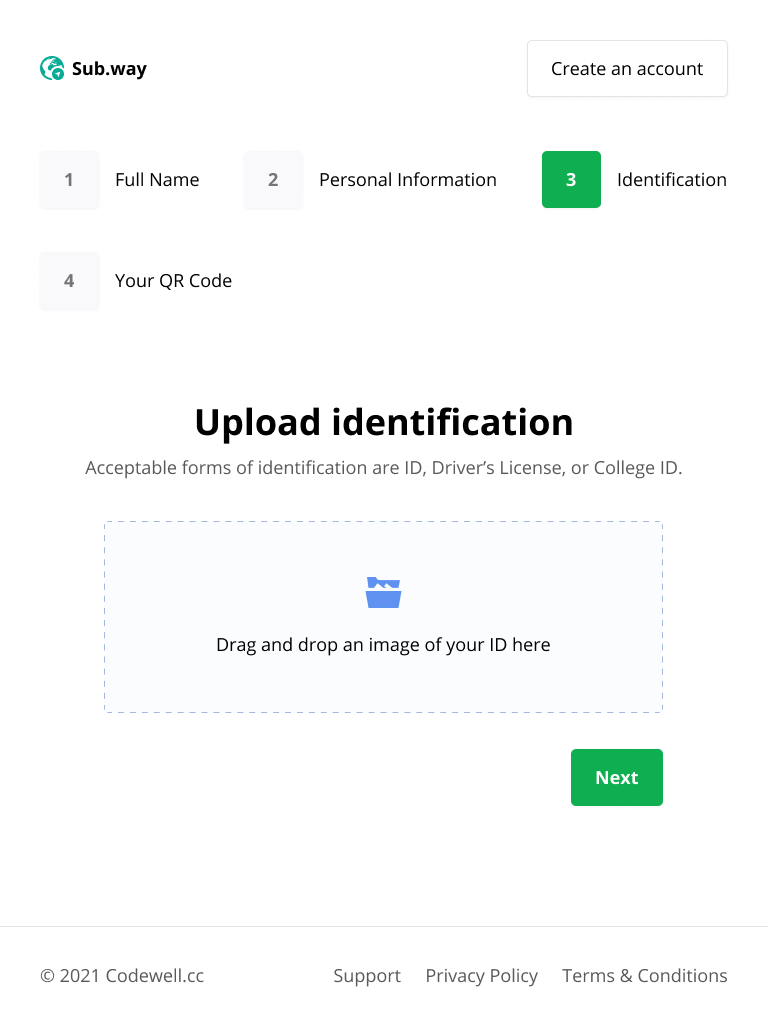 Sub.way
Create an account
1 Full Name
2 Personal Information
3 Identification
4 Your QR Code
Upload identification
Acceptable forms of identification are ID, Driver’s License, or College ID.
Drag and drop an image of your ID here
Next
© 2021 Codewell.cc
Support Privacy Policy Terms & Conditions